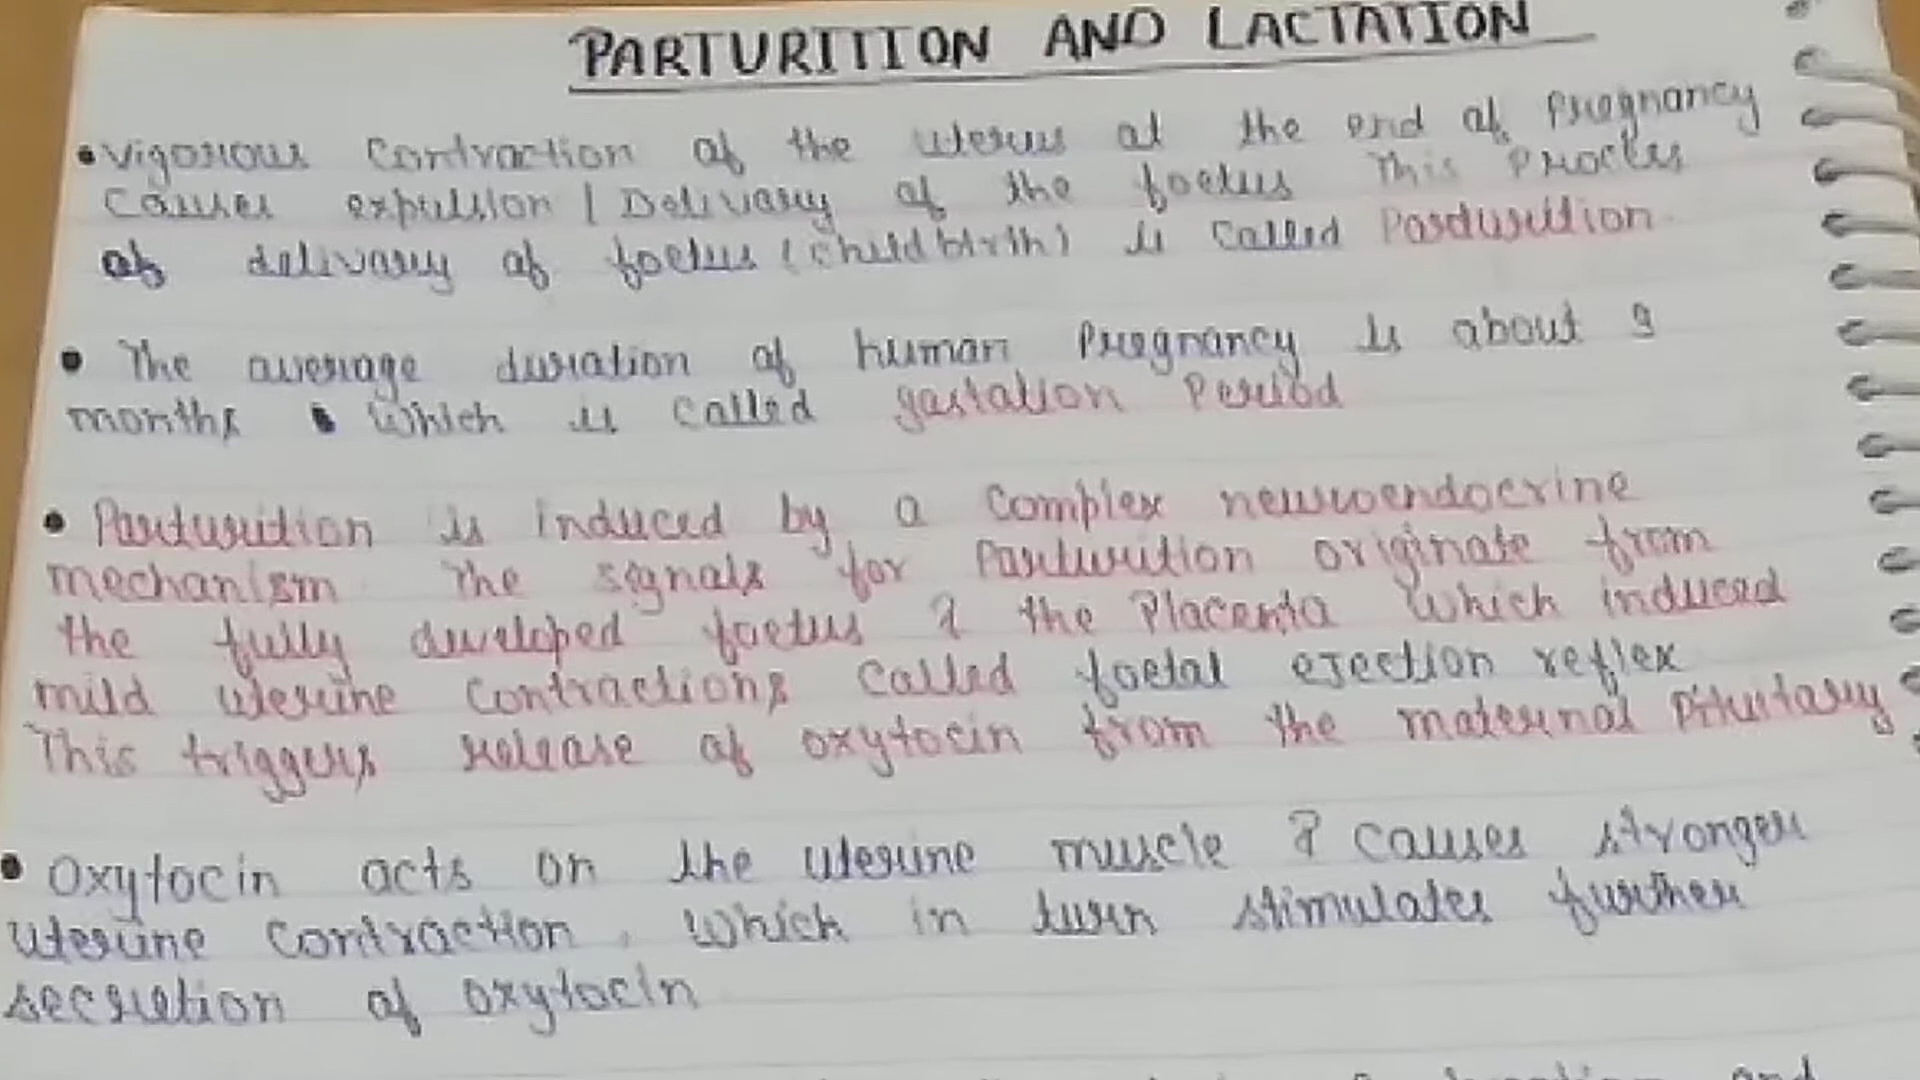 PARTURITION AND LACTATION
• Vigorous Contraction of the uterus at the end of Pregnancy
Causes expulsion / Delivary of the foetus This Process
of delivary of foetus (childbirth) is Called Parturition
• The average duration of human Pregnancy is about 9
months which is called gastation Period
• Parturition is induced by a Complex neuroendocrine
mechanism The signals for Parturition originate from
the fully developed foetus & the Placenta which induced
mild uterine Contractions Called foetal ejection reflex
This triggers release of oxytocin from the maternal Pituitary
• Oxytocin acts on the uterine muscle & causes stronger
uterine Contraction, which in turn stimulates further
secretion of oxytocin
and